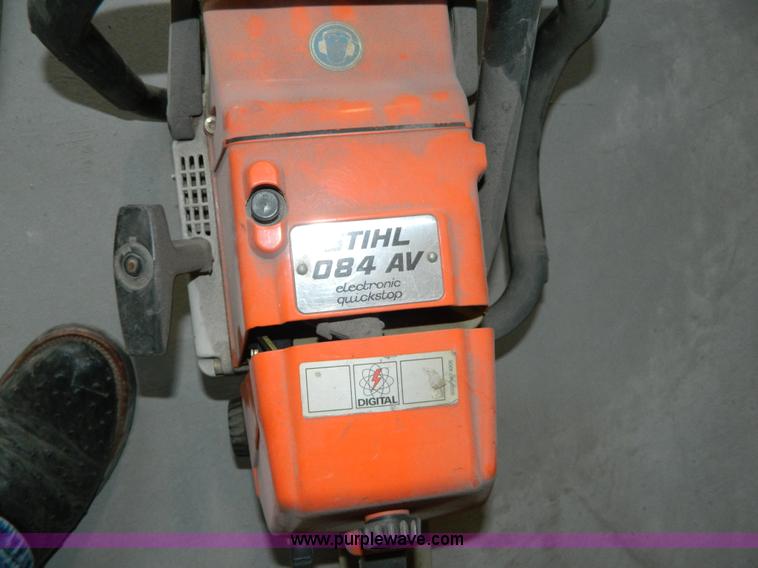 STIHL
084 AV
electronic
quickstop
DIGITAL
www.purplewave.com